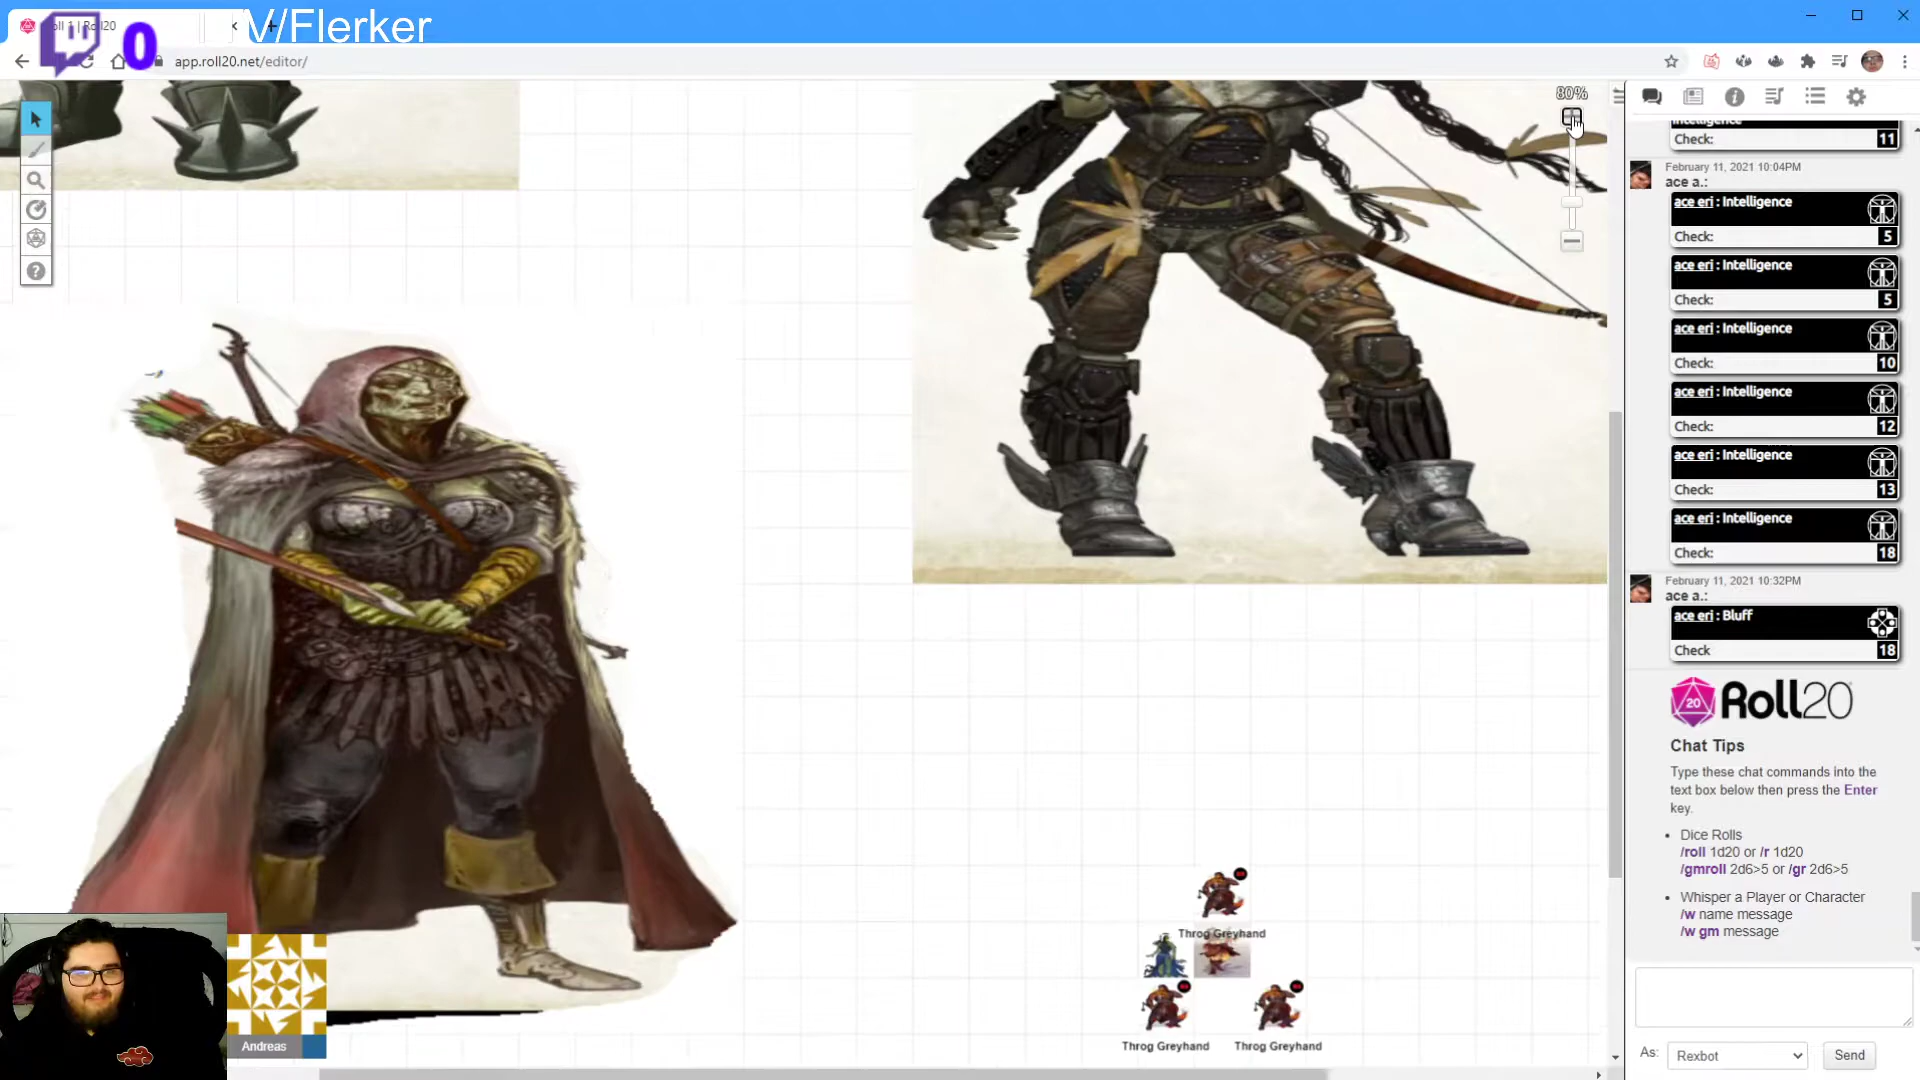 Roll20
0
V/Flerker
app.roll20.net/editor/
80%
Check:
11
February 11, 2021 10:04PM
ace a.:
ace eri : Intelligence
Check:
5
ace eri : Intelligence
Check:
5
ace eri : Intelligence
Check:
10
ace eri : Intelligence
Check:
12
ace eri : Intelligence
Check:
13
ace eri : Intelligence
Check:
18
February 11, 2021 10:32PM
ace a.:
ace eri : Bluff
Check
18
20
Roll20
Chat Tips
Type these chat commands into the
text box below then press the Enter
key.
Dice Rolls
/roll 1d20 or /r 1d20
/gmroll 2d6>5 or /gr 2d6>5
Whisper a Player or Character
/w name message
/w gm message
Throg Greyhand
Throg Greyhand
Throg Greyhand
Andreas
As:
Rexbot
Send